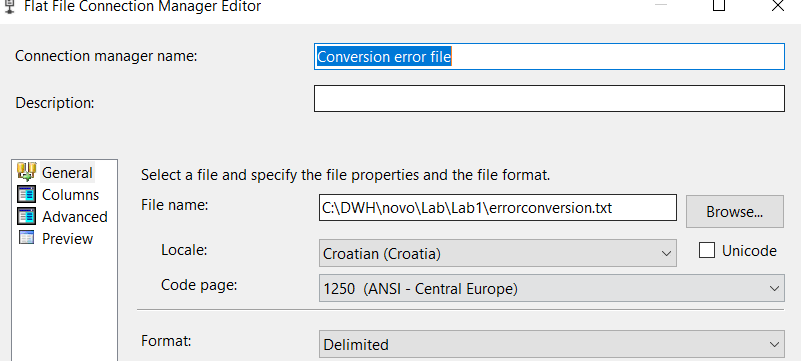 Flat File Connection Manager Editor
Connection manager name: Conversion error file
Description:
General
Columns
Advanced
Preview
Select a file and specify the file properties and the file format.
File name: C:\DWH\novo\Lab\Lab1\errorconversion.txt Browse...
Locale: Croatian (Croatia) Unicode
Code page: 1250 (ANSI - Central Europe)
Format: Delimited